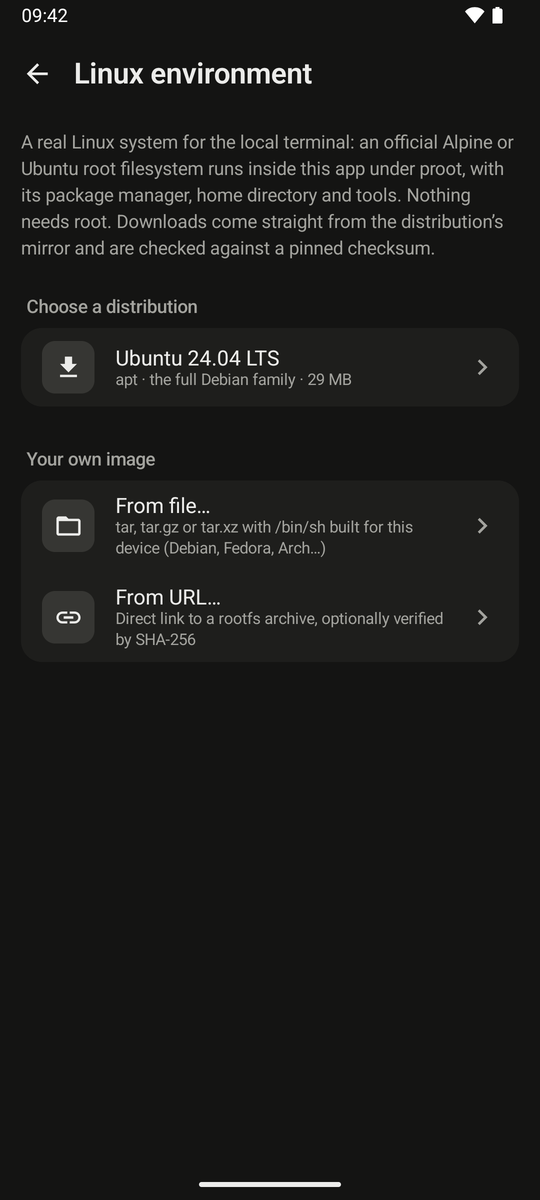 09:42
Linux environment
A real Linux system for the local terminal: an official Alpine or
Ubuntu root filesystem runs inside this app under proot, with
its package manager, home directory and tools. Nothing
needs root. Downloads come straight from the distribution’s
mirror and are checked against a pinned checksum.
Choose a distribution
Ubuntu 24.04 LTS
apt · the full Debian family · 29 MB
Your own image
From file…
tar, tar.gz or tar.xz with /bin/sh built for this
device (Debian, Fedora, Arch…)
From URL…
Direct link to a rootfs archive, optionally verified
by SHA-256